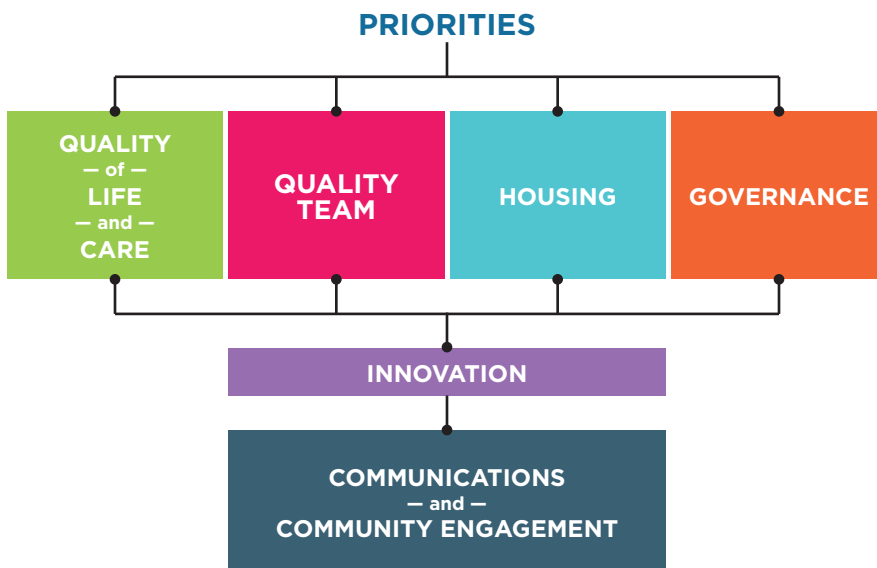 PRIORITIES
QUALITY
— of —
LIFE
— and —
CARE
QUALITY
TEAM
HOUSING
GOVERNANCE
INNOVATION
COMMUNICATIONS
— and —
COMMUNITY ENGAGEMENT